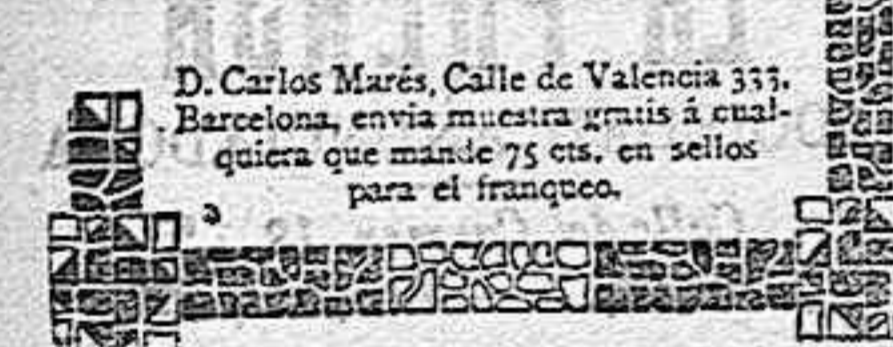 D. Carlos Marés, Calle de Valencia 333.
Barcelona, envia muestra gratis á cual-
quiera que mande 75 cts. en sellos
para el franqueo.